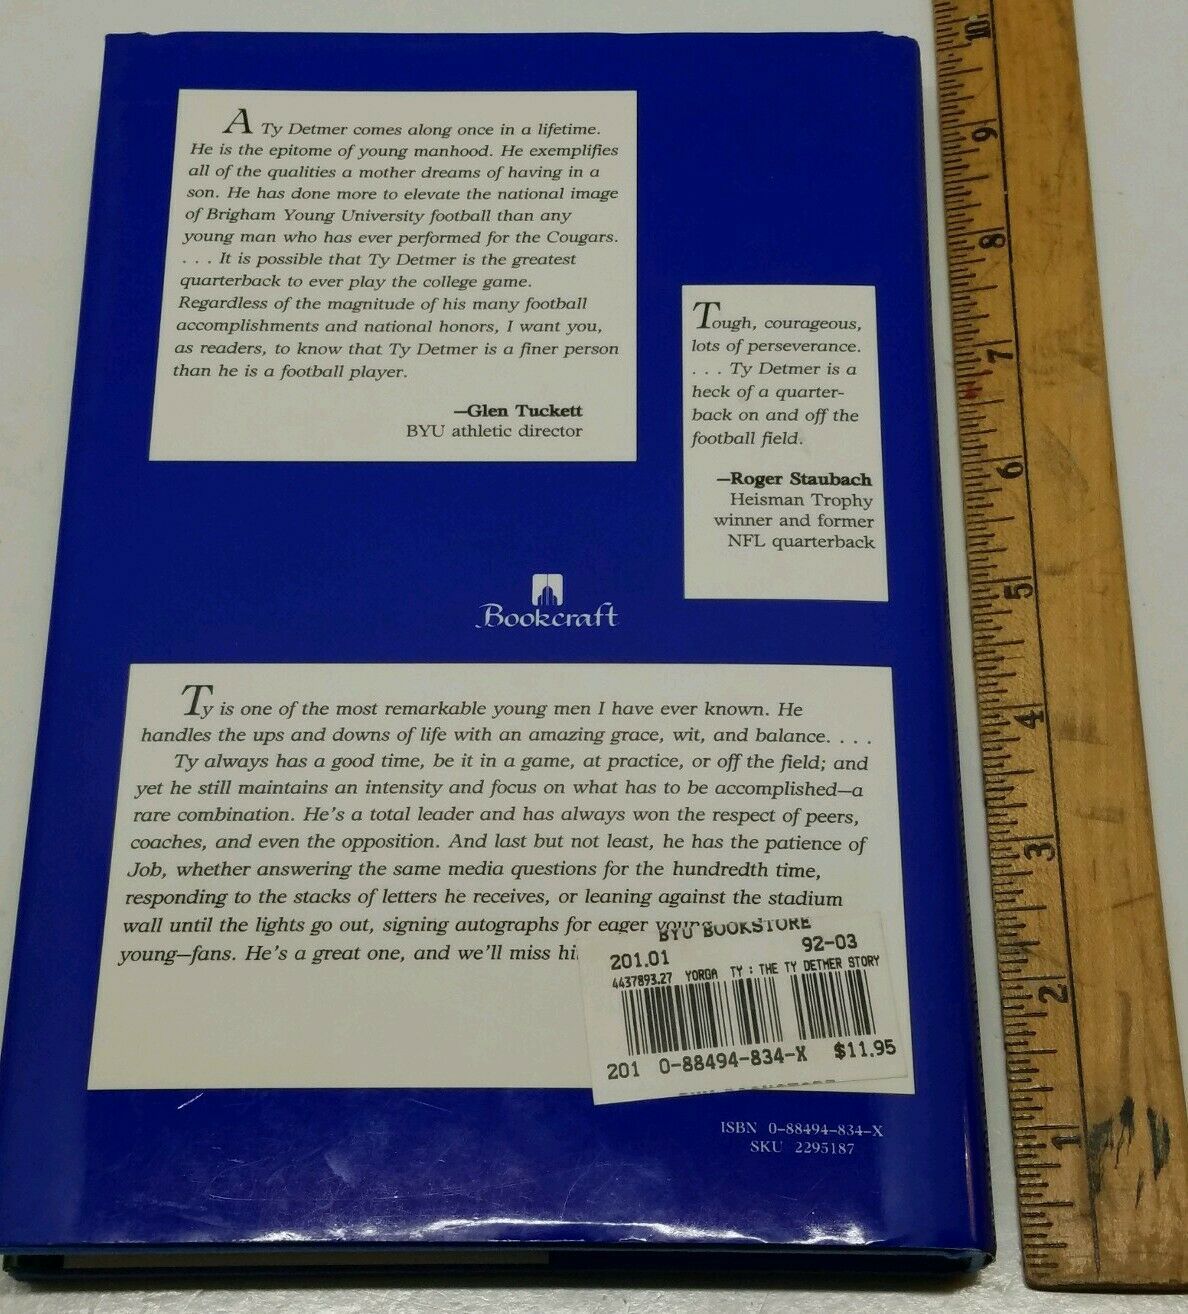 A Ty Detmer comes along once in a lifetime.
He is the epitome of young manhood. He exemplifies
all of the qualities a mother dreams of having in a
son. He has done more to elevate the national image
of Brigham Young University football than any
young man who has ever performed for the Cougars.
. . . It is possible that Ty Detmer is the greatest
quarterback to ever play the college game.
Regardless of the magnitude of his many football
accomplishments and national honors, I want you,
as readers, to know that Ty Detmer is a finer person
than he is a football player.
—Glen Tuckett
BYU athletic director
Tough, courageous,
lots of perseverance.
. . . Ty Detmer is a
heck of a quarter-
back on and off the
football field.
—Roger Staubach
Heisman Trophy
winner and former
NFL quarterback
Bookcraft
Ty is one of the most remarkable young men I have ever known. He
handles the ups and downs of life with an amazing grace, wit, and balance. . . .
Ty always has a good time, be it in a game, at practice, or off the field; and
yet he still maintains an intensity and focus on what has to be accomplished—a
rare combination. He's a total leader and has always won the respect of peers,
coaches, and even the opposition. And last but not least, he has the patience of
Job, whether answering the same media questions for the hundredth time,
responding to the stacks of letters he receives, or leaning against the stadium
wall until the lights go out, signing autographs for eager
young—fans. He's a great one, and we'll miss
BYU BOOKSTORE
201.01 92-03
4437893.27 YORGA TY : THE TY DETMER STORY
201 0-88494-834-X $11.95
ISBN 0-88494-834-X
SKU 2295187
10
9
8
7
6
5
4
3
2
1